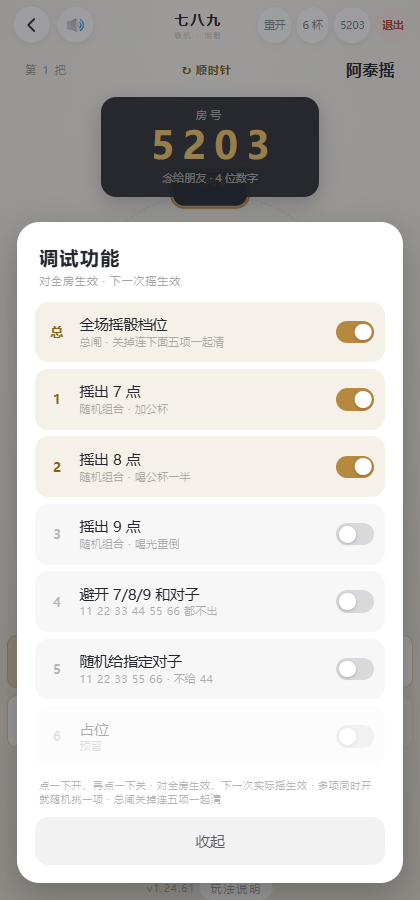 七八九
重开
6 杯
5203
退出
第 1 把
↻ 顺时针
阿泰摇
房号
5203
念给朋友 · 4 位数字
调试功能
对全房生效 · 下一次摇生效
总
全场摇骰档位
总闸 · 关掉连下面五项一起清
1
摇出 7 点
随机组合 · 加公杯
2
摇出 8 点
随机组合 · 喝公杯一半
3
摇出 9 点
随机组合 · 喝光重倒
4
避开 7/8/9 和对子
11 22 33 44 55 66 都不出
5
随机给指定对子
11 22 33 55 66 · 不给 44
6
占位
预留
点一下开、再点一下关 · 对全房生效、下一次实际摇生效 · 多项同时开
就随机挑一项 · 总闸关掉连五项一起清
收起
v1.24.61
玩法说明